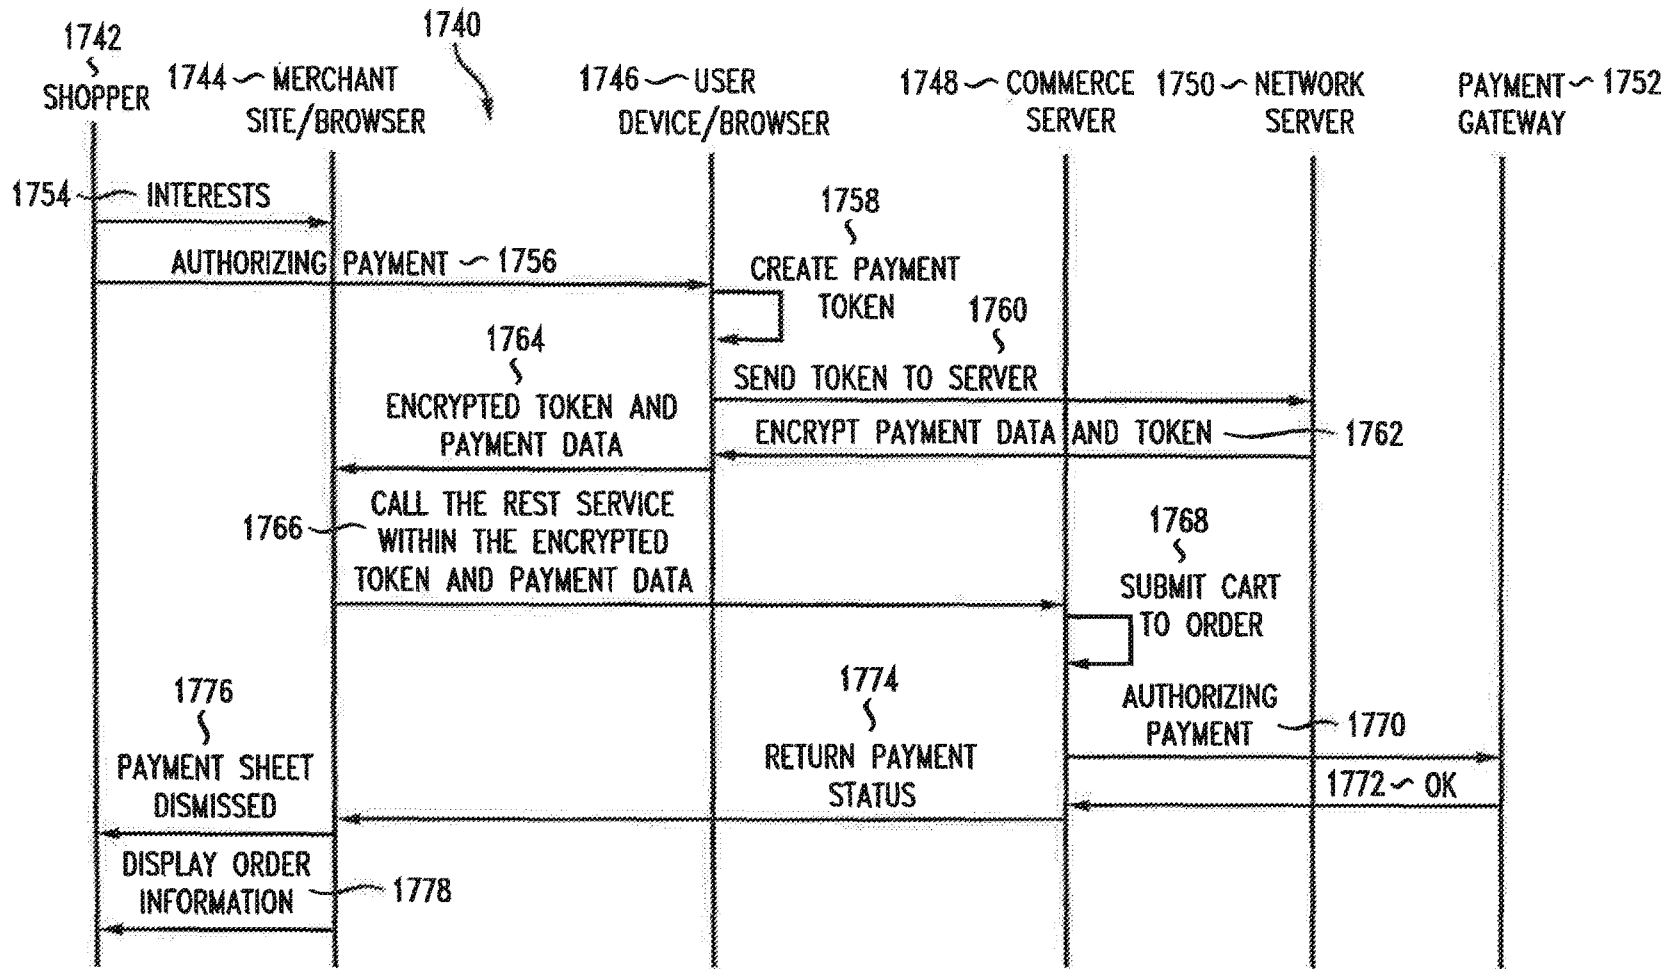 1740
1742
SHOPPER
1744 MERCHANT
SITE/BROWSER
1746 USER
DEVICE/BROWSER
1748 COMMERCE
SERVER
1750 NETWORK
SERVER
PAYMENT 1752
GATEWAY
1754 INTERESTS
AUTHORIZING PAYMENT 1756
1758
CREATE PAYMENT
TOKEN
1760
SEND TOKEN TO SERVER
ENCRYPT PAYMENT DATA AND TOKEN 1762
1764
ENCRYPTED TOKEN AND
PAYMENT DATA
1766
CALL THE REST SERVICE
WITHIN THE ENCRYPTED
TOKEN AND PAYMENT DATA
1768
SUBMIT CART
TO ORDER
AUTHORIZING
PAYMENT 1770
1772 OK
1774
RETURN PAYMENT
STATUS
1776
PAYMENT SHEET
DISMISSED
DISPLAY ORDER
INFORMATION 1778